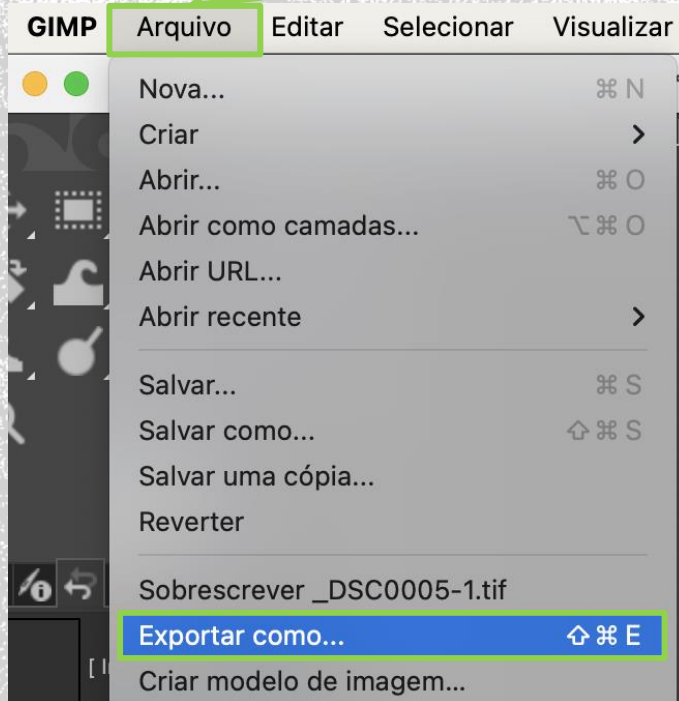 GIMP Arquivo Editar Selecionar Visualizar
Nova... ⌘ N
Criar >
Abrir... ⌘ O
Abrir como camadas... ⌥ ⌘ O
Abrir URL...
Abrir recente >
Salvar... ⌘ S
Salvar como... ⇧ ⌘ S
Salvar uma cópia...
Reverter
Sobrescrever _DSC0005-1.tif
Exportar como... ⇧ ⌘ E
Criar modelo de imagem...